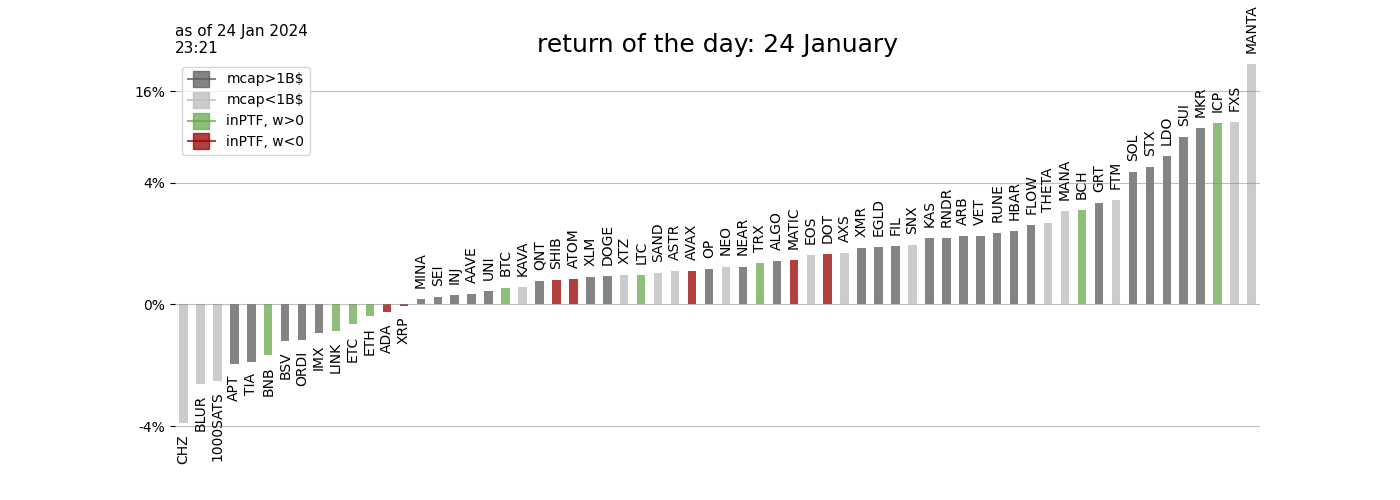 as of 24 Jan 2024
23:21
return of the day: 24 January
mcap>1B$
mcap<1B$
inPTF, w>0
inPTF, w<0
16%
4%
0%
-4%
CHZ
BLUR
1000SATS
APT
TIA
BNB
BSV
ORDI
IMX
LINK
ETC
ETH
ADA
XRP
MINA
SEI
INJ
AAVE
UNI
BTC
KAVA
QNT
SHIB
ATOM
XLM
DOGE
XTZ
LTC
SAND
ASTR
AVAX
OP
NEO
NEAR
TRX
ALGO
MATIC
EOS
DOT
AXS
XMR
EGLD
FIL
SNX
KAS
RNDR
ARB
VET
RUNE
HBAR
FLOW
THETA
MANA
BCH
GRT
FTM
SOL
STX
LDO
SUI
MKR
ICP
FXS
MANTA